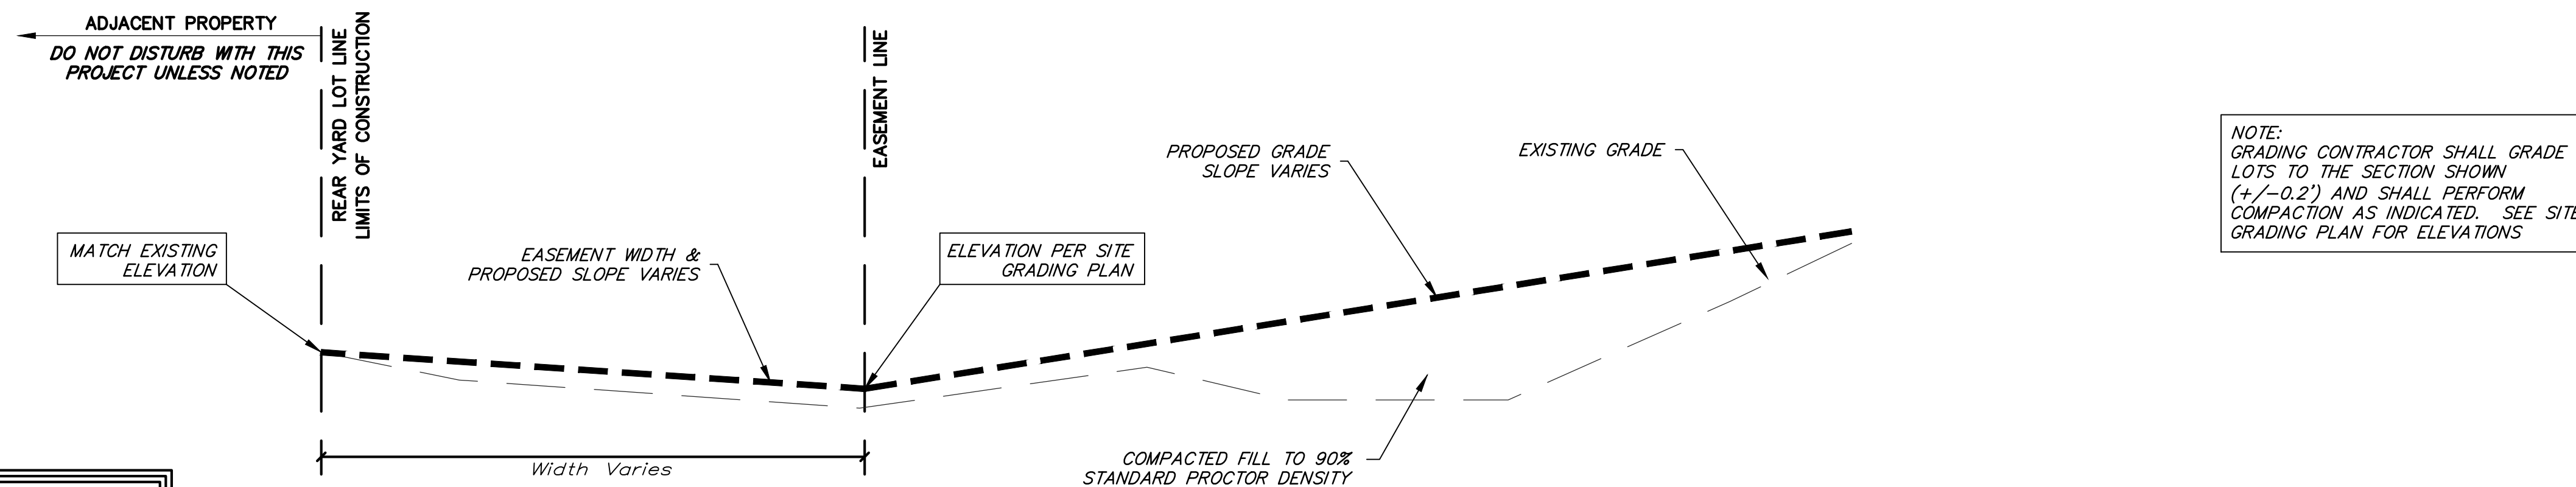 ADJACENT PROPERTY
DO NOT DISTURB WITH THIS
PROJECT UNLESS NOTED
REAR YARD LOT LINE
LIMITS OF CONSTRUCTION
EASEMENT LINE
MATCH EXISTING
ELEVATION
EASEMENT WIDTH &
PROPOSED SLOPE VARIES
ELEVATION PER SITE
GRADING PLAN
PROPOSED GRADE
SLOPE VARIES
EXISTING GRADE
NOTE:
GRADING CONTRACTOR SHALL GRADE
LOTS TO THE SECTION SHOWN
(+/-0.2') AND SHALL PERFORM
COMPACTION AS INDICATED. SEE SITE
GRADING PLAN FOR ELEVATIONS
Width Varies
COMPACTED FILL TO 90%
STANDARD PROCTOR DENSITY